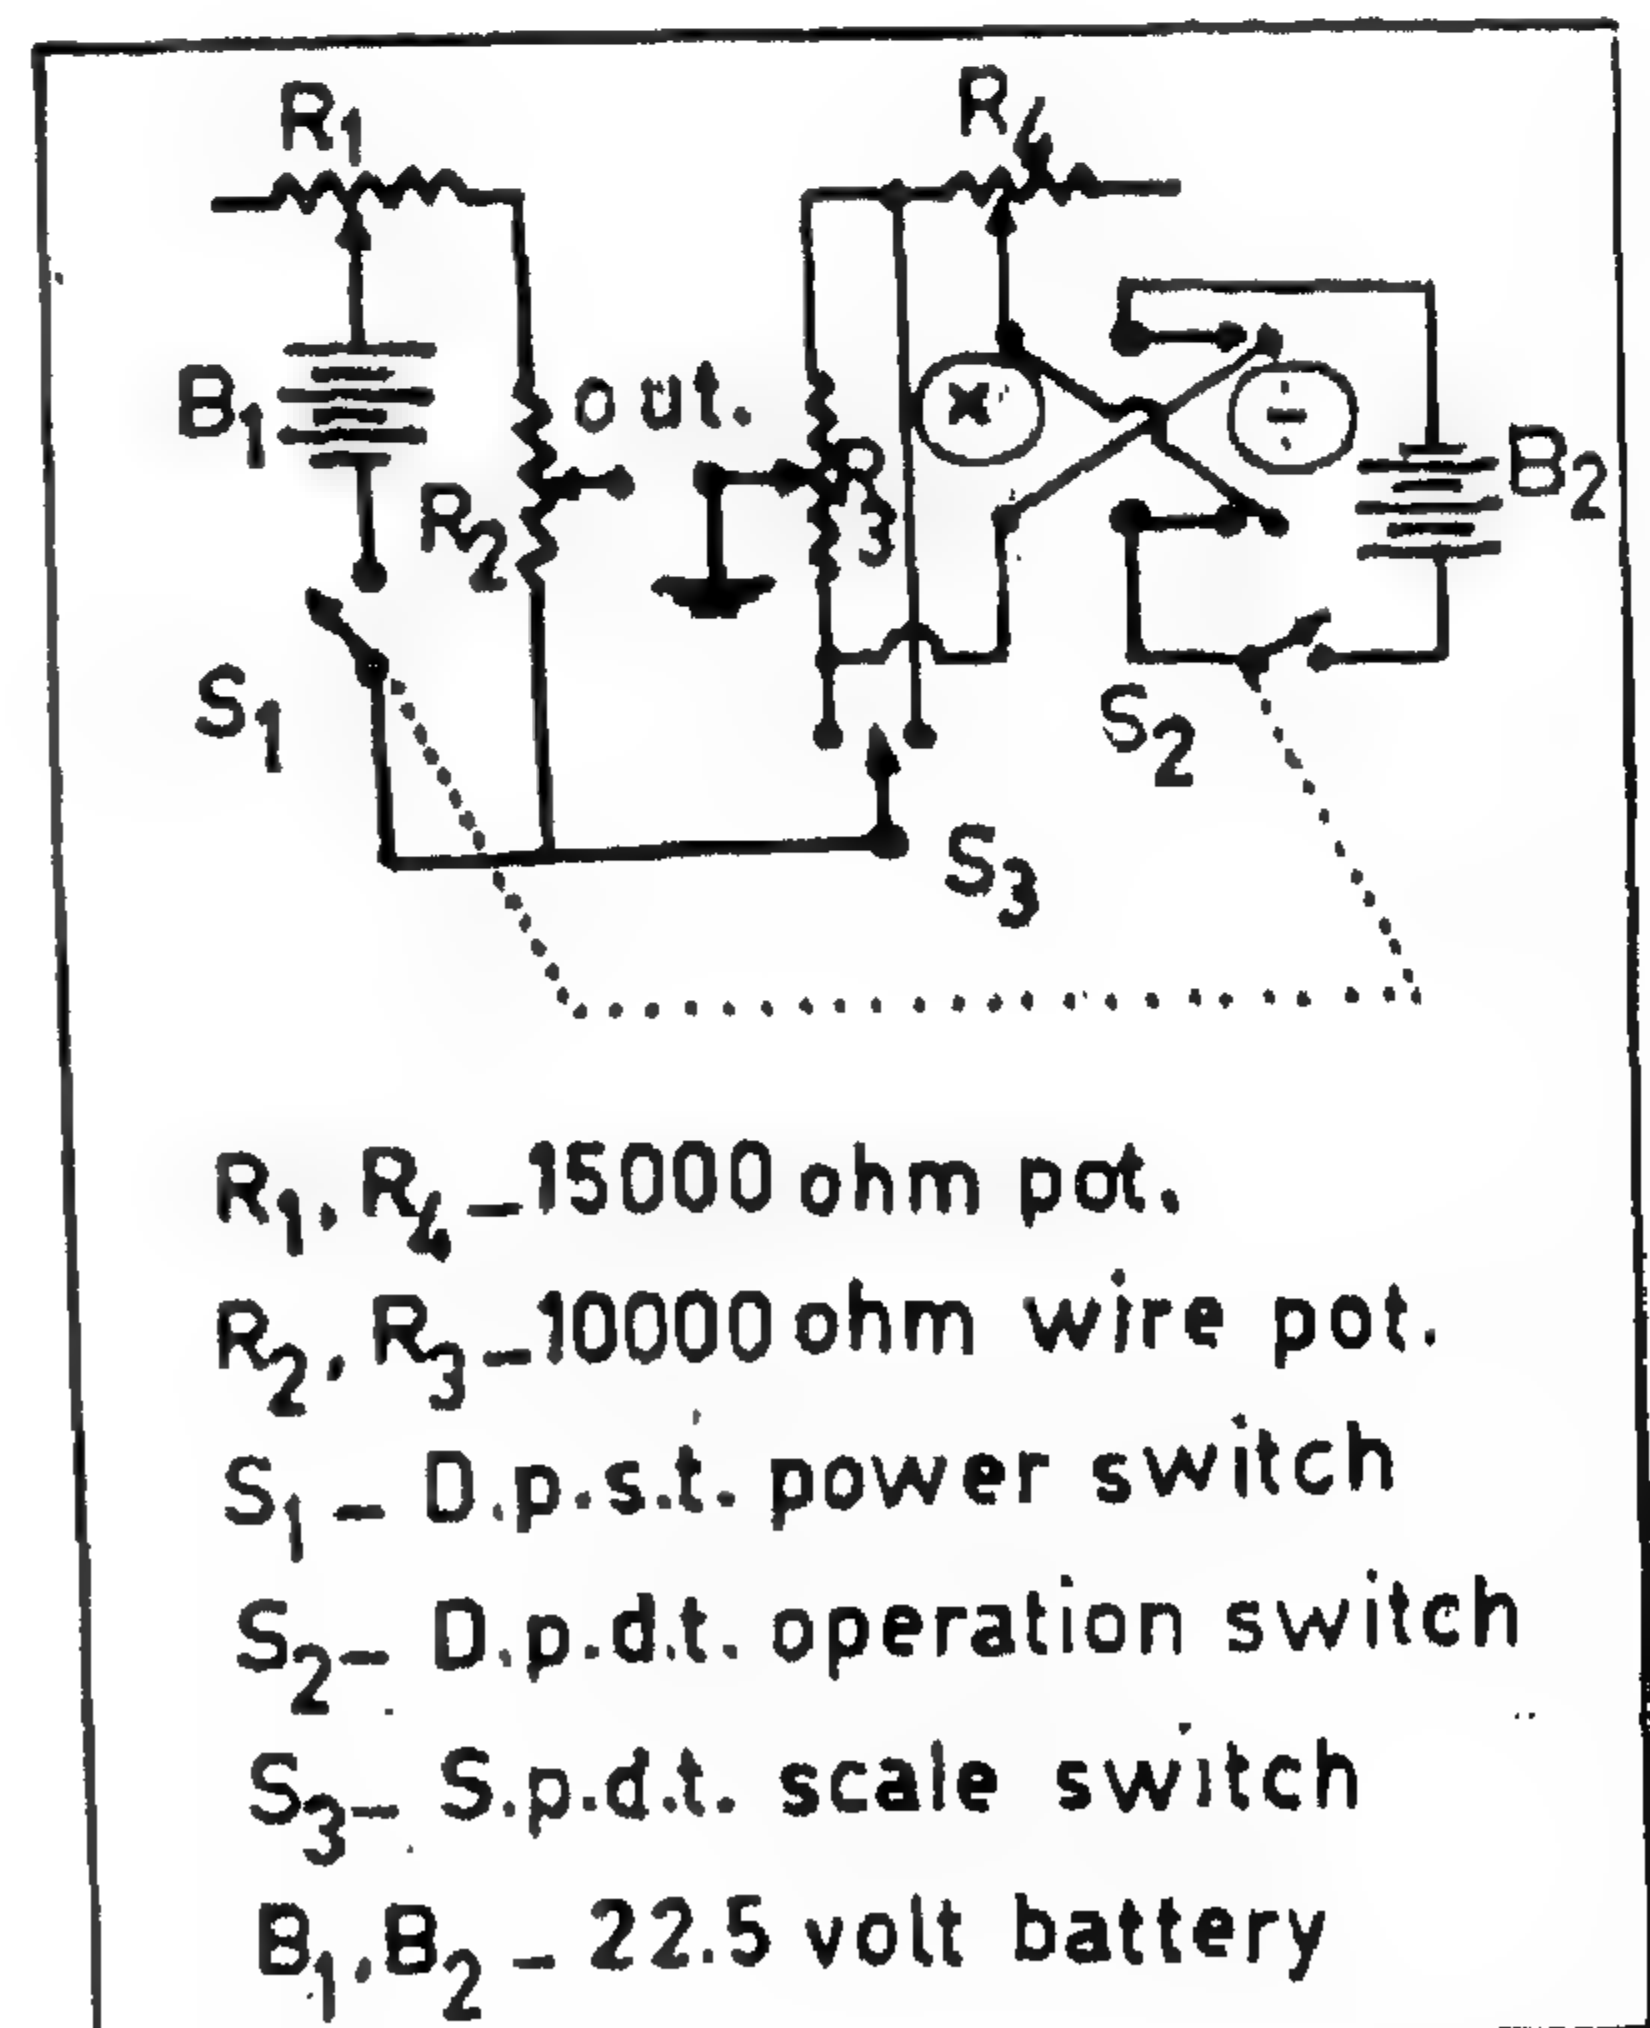 R1
R4
B1
out.
×
÷
B2
R2
R3
S1
S2
S3
R1, R4 – 15000 ohm pot.
R2, R3 – 10000 ohm wire pot.
S1 – D.p.s.t. power switch
S2 – D.p.d.t. operation switch
S3 – S.p.d.t. scale switch
B1, B2 – 22.5 volt battery